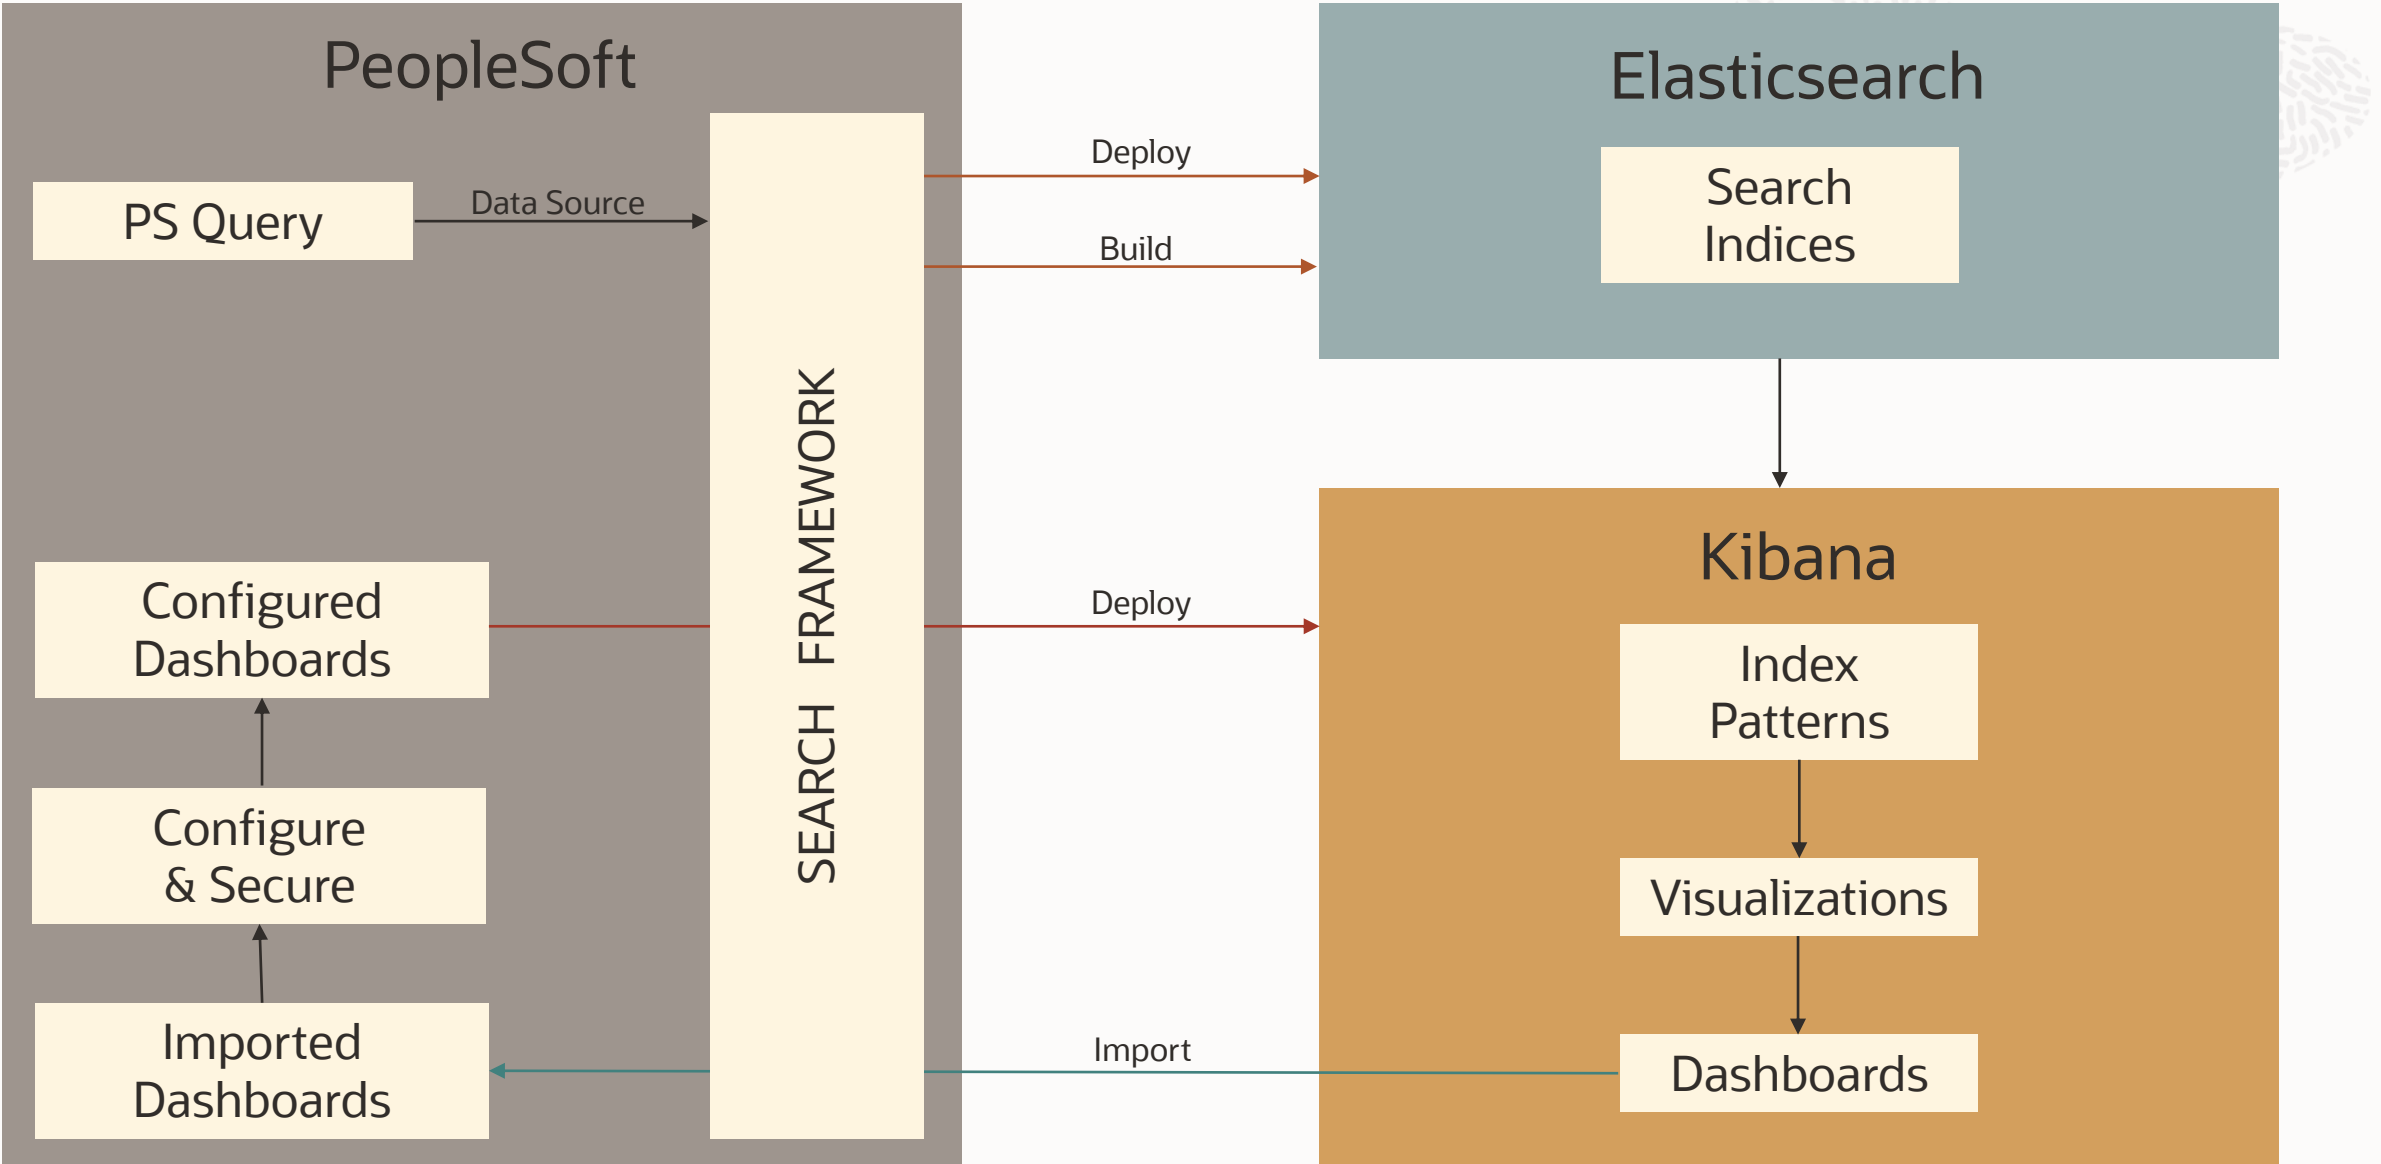 PeopleSoft
PS Query
Data Source
SEARCH FRAMEWORK
Configured
Dashboards
Configure
& Secure
Imported
Dashboards
Deploy
Build
Deploy
Import
Elasticsearch
Search
Indices
Kibana
Index
Patterns
Visualizations
Dashboards